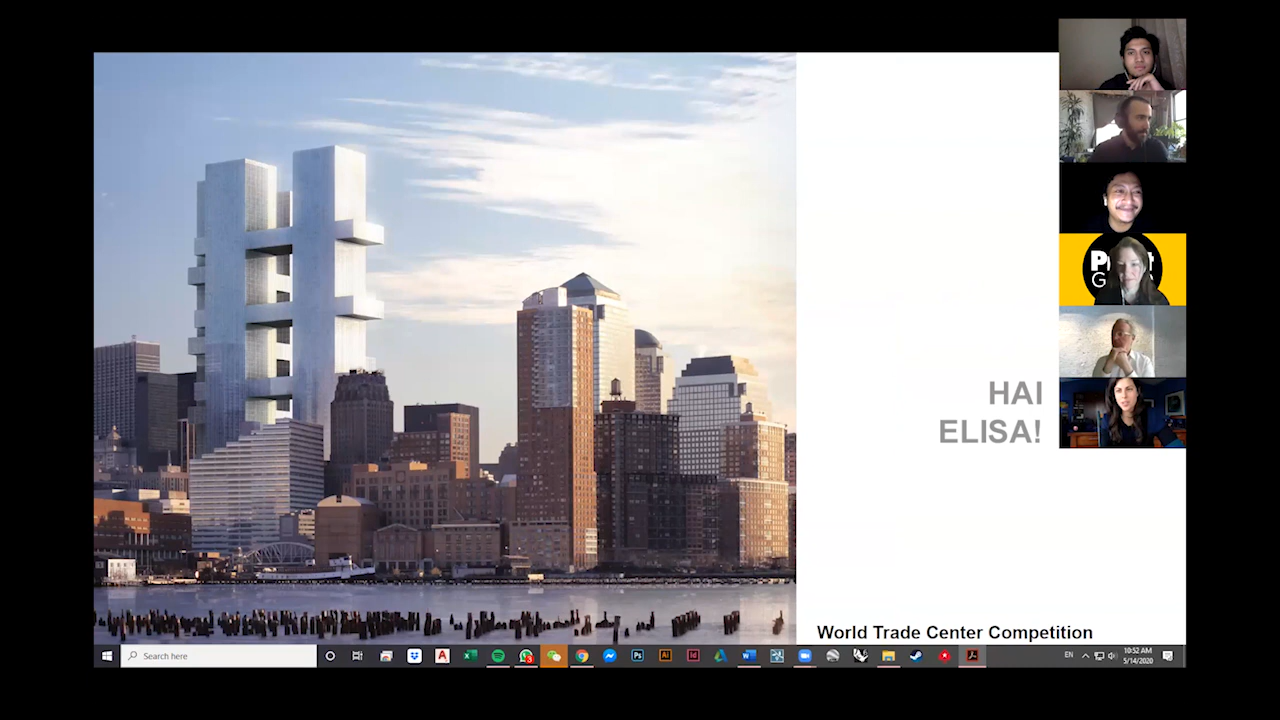 HAI
ELISA!
World Trade Center Competition
Search here
EN
10:52 AM
5/14/2020